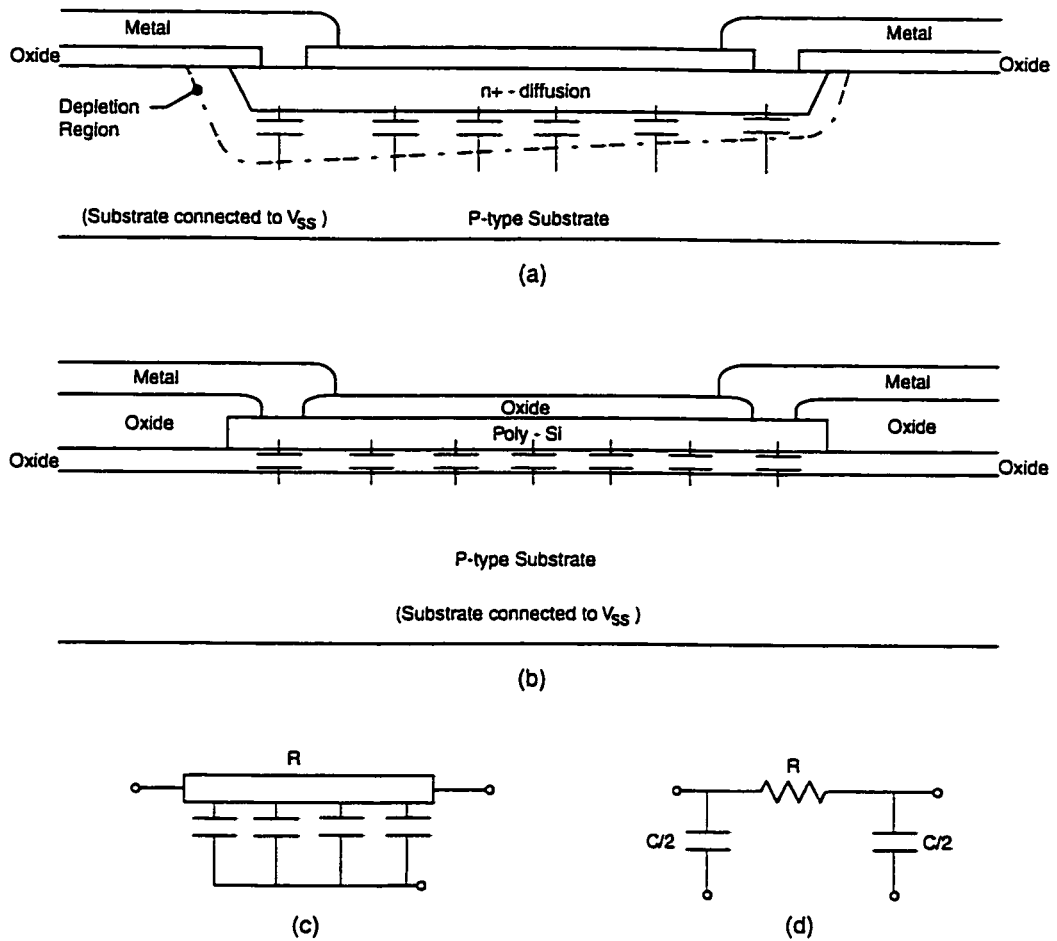 Metal
Metal
Oxide
Oxide
n+ - diffusion
Depletion
Region
(Substrate connected to VSS )
P-type Substrate
(a)
Metal
Metal
Oxide
Oxide
Oxide
Poly - Si
Oxide
Oxide
P-type Substrate
(Substrate connected to VSS )
(b)
R
(c)
R
C/2
C/2
(d)